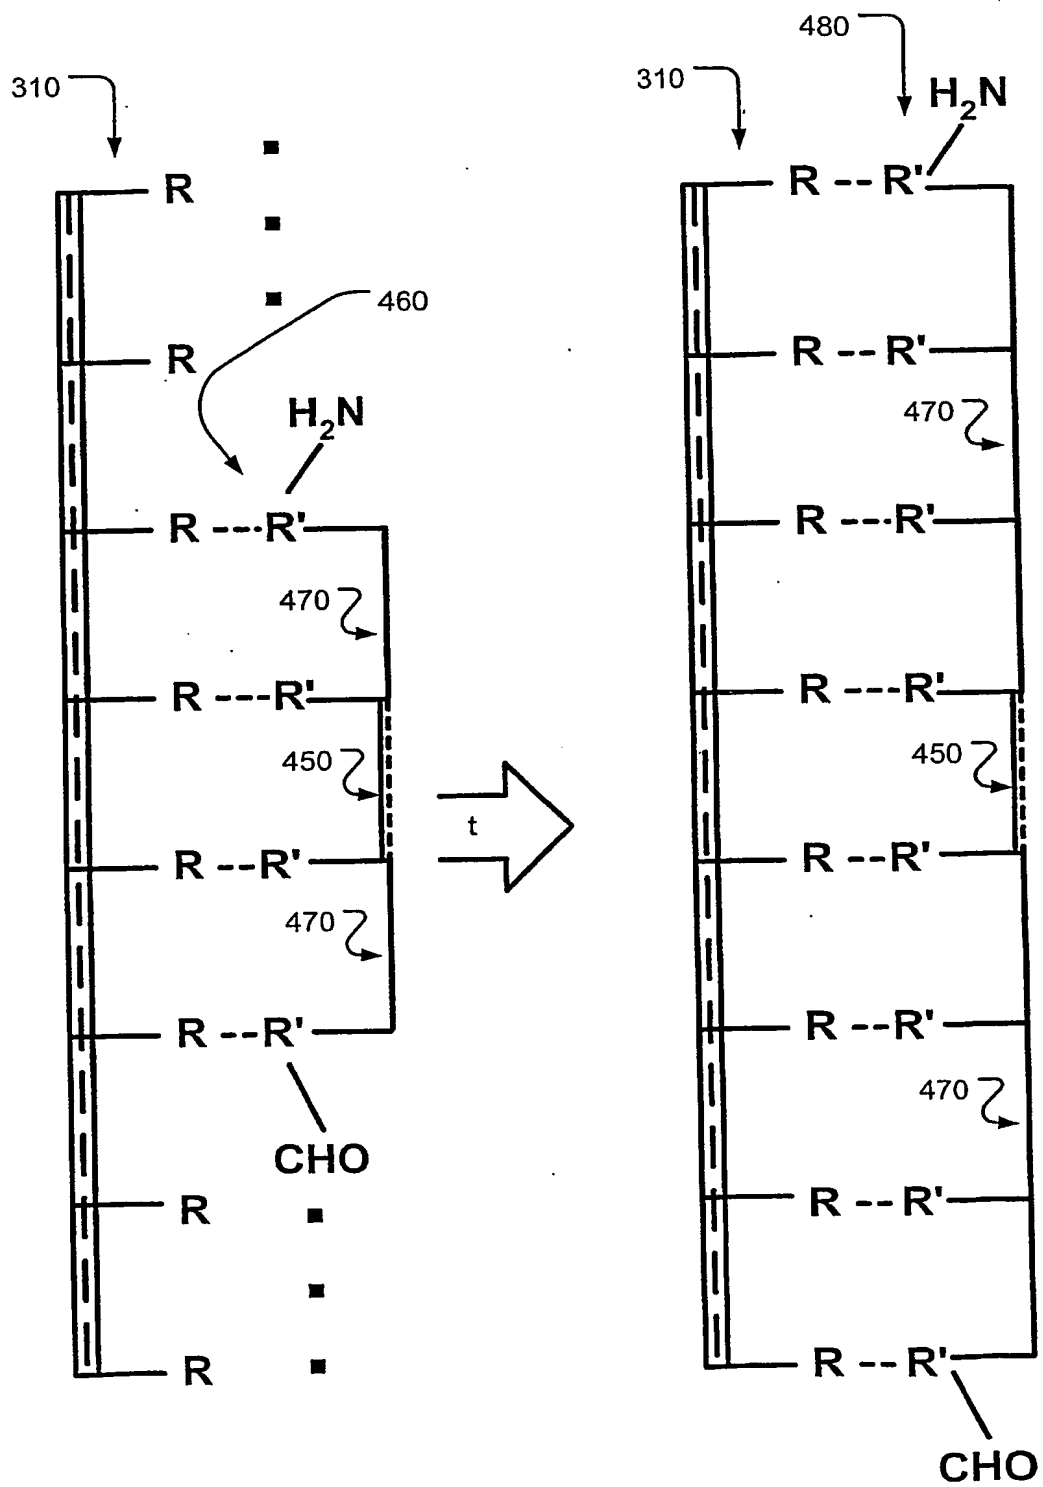 480
310
310
H2N
R
R -- R'
460
R
R -- R'
H2N
470
R ---- R'
R --- R'
470
R --- R'
R --- R'
450
450
t
R -- R'
R -- R'
470
R -- R'
R -- R'
470
CHO
R
R -- R'
R
R -- R'
CHO